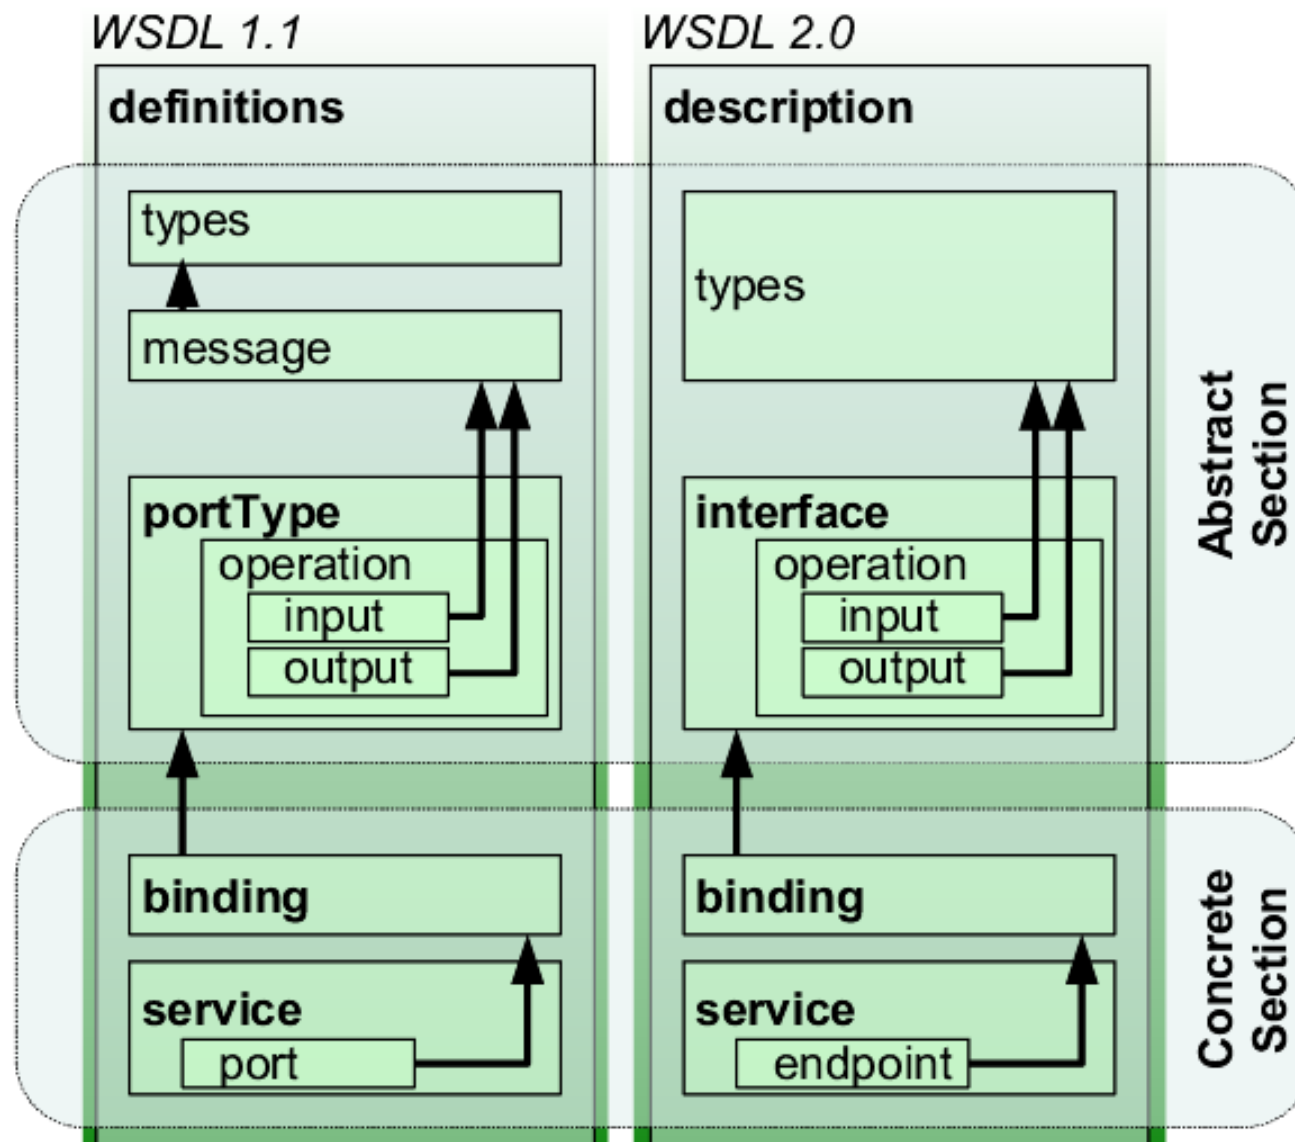 WSDL 1.1
definitions
types
message
portType
operation
input
output
binding
service
port
WSDL 2.0
description
types
interface
operation
input
output
binding
service
endpoint
Abstract
Section
Concrete
Section